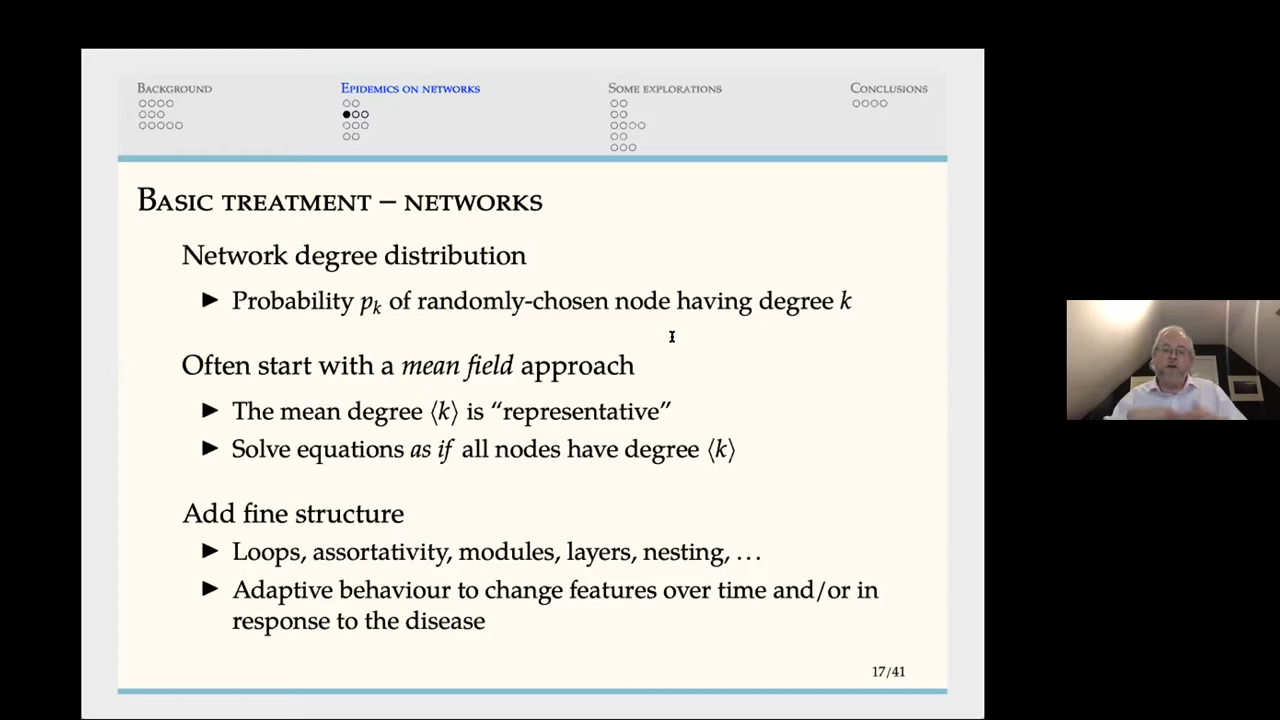 Background
Epidemics on networks
Some explorations
Conclusions
Basic treatment – networks
Network degree distribution
▶ Probability pₖ of randomly-chosen node having degree k
Often start with a mean field approach
▶ The mean degree ⟨k⟩ is “representative”
▶ Solve equations as if all nodes have degree ⟨k⟩
Add fine structure
▶ Loops, assortativity, modules, layers, nesting, …
▶ Adaptive behaviour to change features over time and/or in
response to the disease
17/41